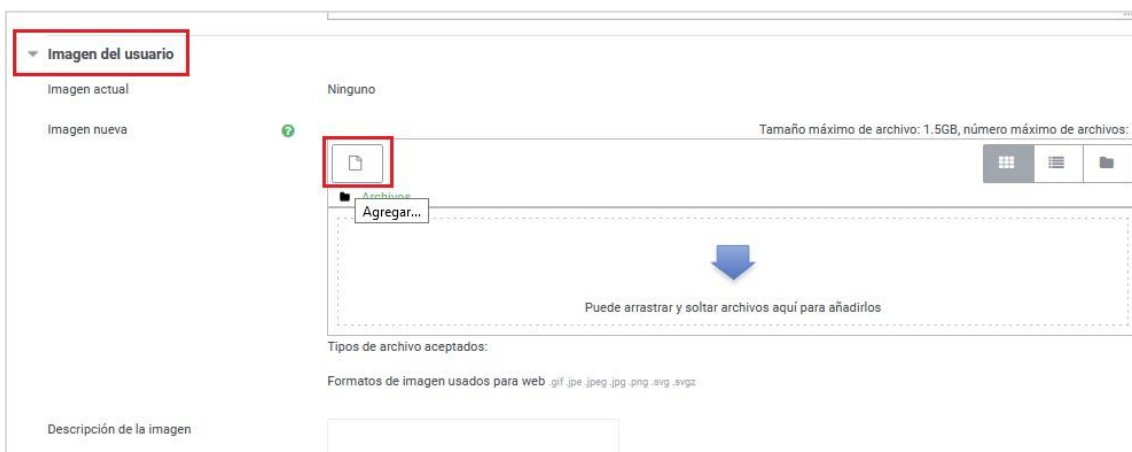 Imagen del usuario
Imagen actual
Ninguno
Imagen nueva
Tamaño máximo de archivo: 1.5GB, número máximo de archivos:
Archivos
Agregar...
Puede arrastrar y soltar archivos aquí para añadirlos
Tipos de archivo aceptados:
Formatos de imagen usados para web .gif .jpe .jpeg .jpg .png .svg .svgz
Descripción de la imagen